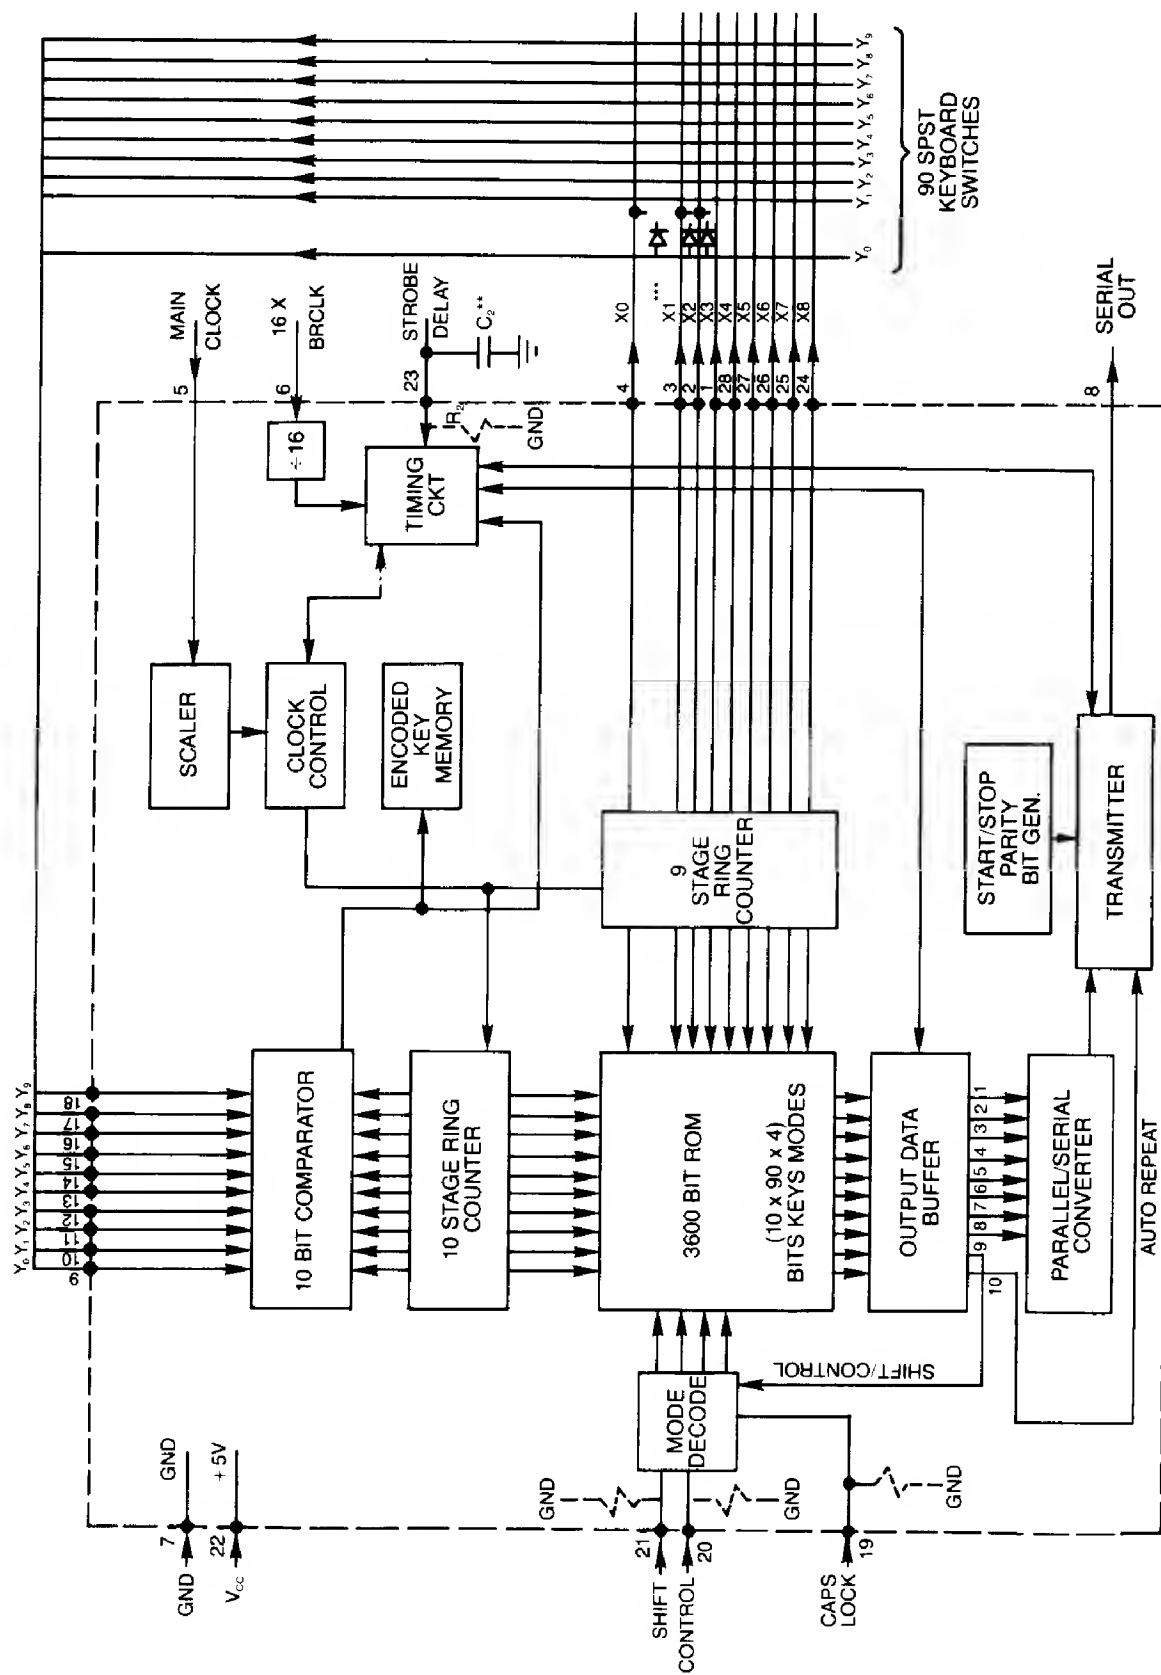 GND
7
GND
V_CC
22
+ 5V
SHIFT
21
CONTROL
20
GND
GND
CAPS
LOCK
19
GND
MODE
DECODE
SHIFT/CONTROL
Y₀ Y₁ Y₂ Y₃ Y₄ Y₅ Y₆ Y₇ Y₈ Y₉
9 10 11 12 13 14 15 16 17 18
10 BIT COMPARATOR
10 STAGE RING
COUNTER
3600 BIT ROM
(10 x 90 x 4)
BITS KEYS MODES
OUTPUT DATA
BUFFER
10 9 8 7 6 5 4 3 2 1
PARALLEL/SERIAL
CONVERTER
AUTO REPEAT
SCALER
CLOCK
CONTROL
ENCODED
KEY
MEMORY
9
STAGE
RING
COUNTER
START/STOP
PARITY
BIT GEN.
TRANSMITTER
MAIN
CLOCK
5
16 X
BRCLK
6
÷16
TIMING
CKT
STROBE
DELAY
23
C₂**
R₂
GND
4 X0
***
3 X1
2 X2
1 X3
28 X4
27 X5
26 X6
25 X7
24 X8
8
SERIAL
OUT
Y₀ Y₁ Y₂ Y₃ Y₄ Y₅ Y₆ Y₇ Y₈ Y₉
90 SPST
KEYBOARD
SWITCHES